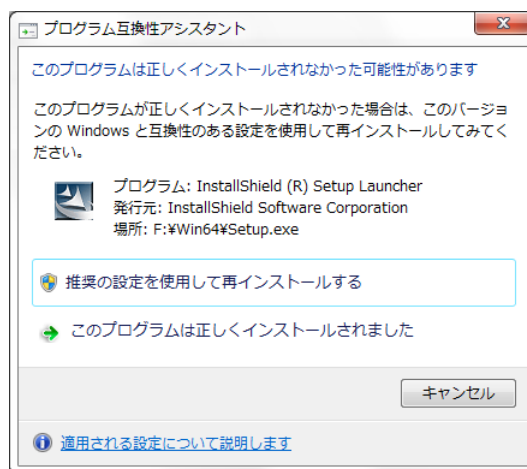 プログラム互換性アシスタント
このプログラムは正しくインストールされなかった可能性があります
このプログラムが正しくインストールされなかった場合は、このバージョ
ンの Windows と互換性のある設定を使用して再インストールしてみてく
ださい。
プログラム: InstallShield (R) Setup Launcher
発行元: InstallShield Software Corporation
場所: F:¥Win64¥Setup.exe
推奨の設定を使用して再インストールする
このプログラムは正しくインストールされました
キャンセル
適用される設定について説明します